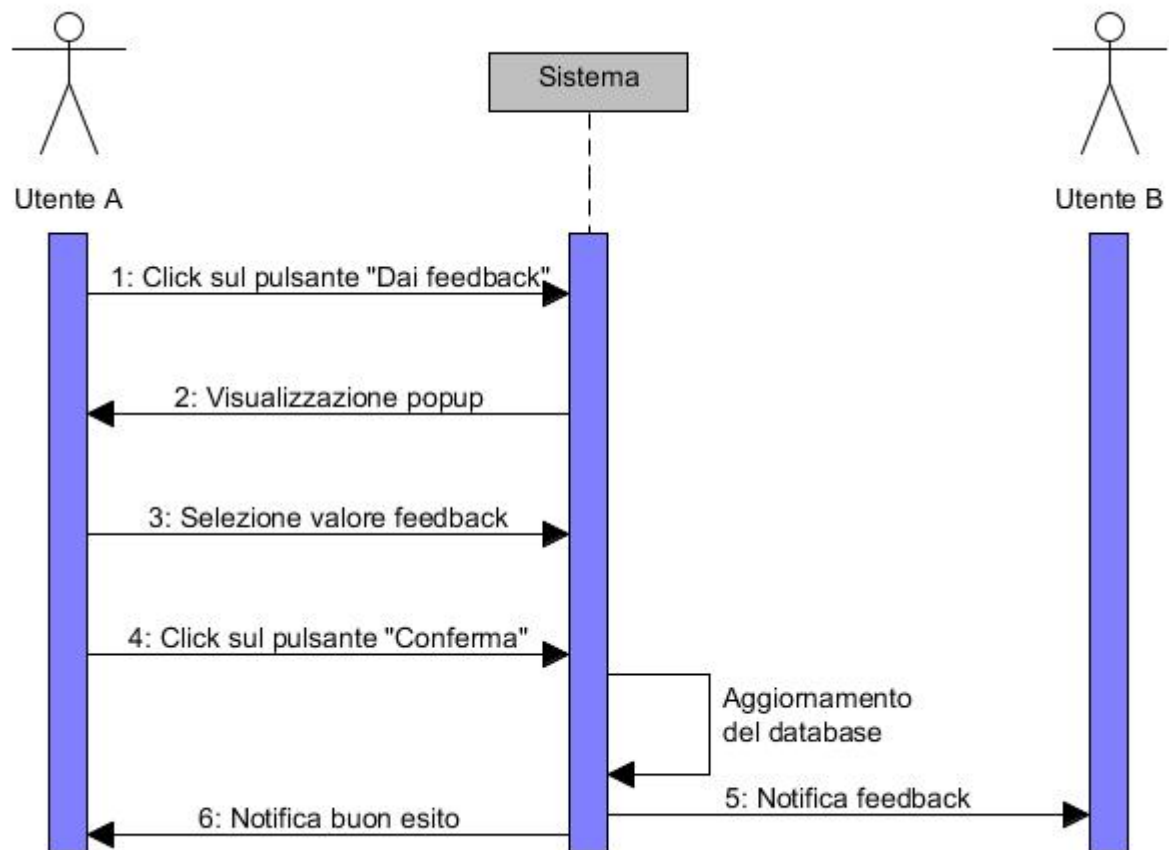 Sistema
Utente A
Utente B
1: Click sul pulsante "Dai feedback"
2: Visualizzazione popup
3: Selezione valore feedback
4: Click sul pulsante "Conferma"
Aggiornamento
del database
5: Notifica feedback
6: Notifica buon esito